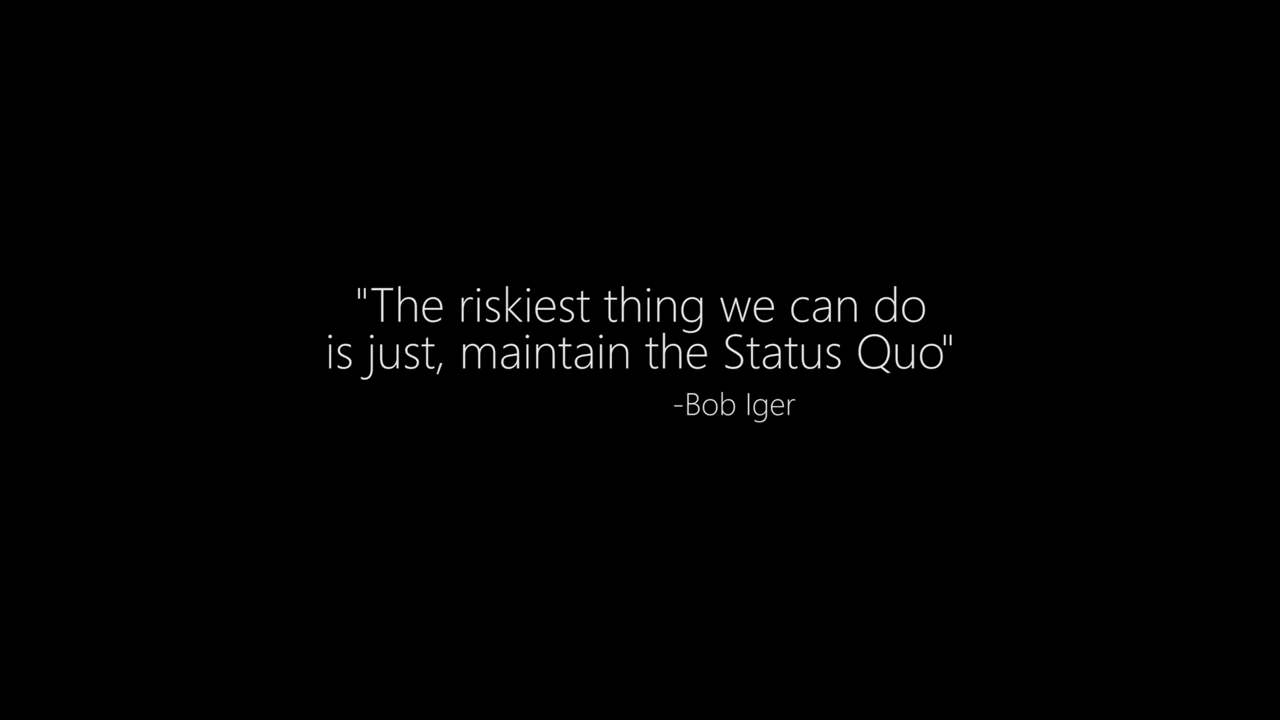 "The riskiest thing we can do
is just, maintain the Status Quo"
-Bob Iger